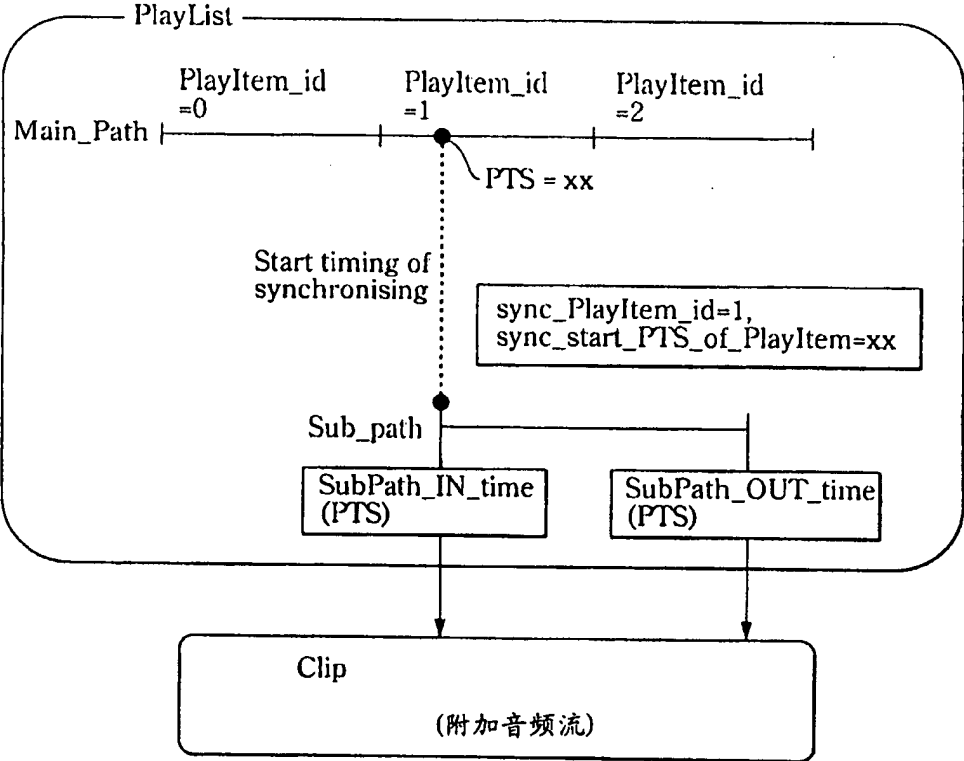 PlayList
PlayItem_id
=0
PlayItem_id
=1
PlayItem_id
=2
Main_Path
PTS = xx
Start timing of
synchronising
sync_PlayItem_id=1,
sync_start_PTS_of_PlayItem=xx
Sub_path
SubPath_IN_time
(PTS)
SubPath_OUT_time
(PTS)
Clip
(附加音频流)